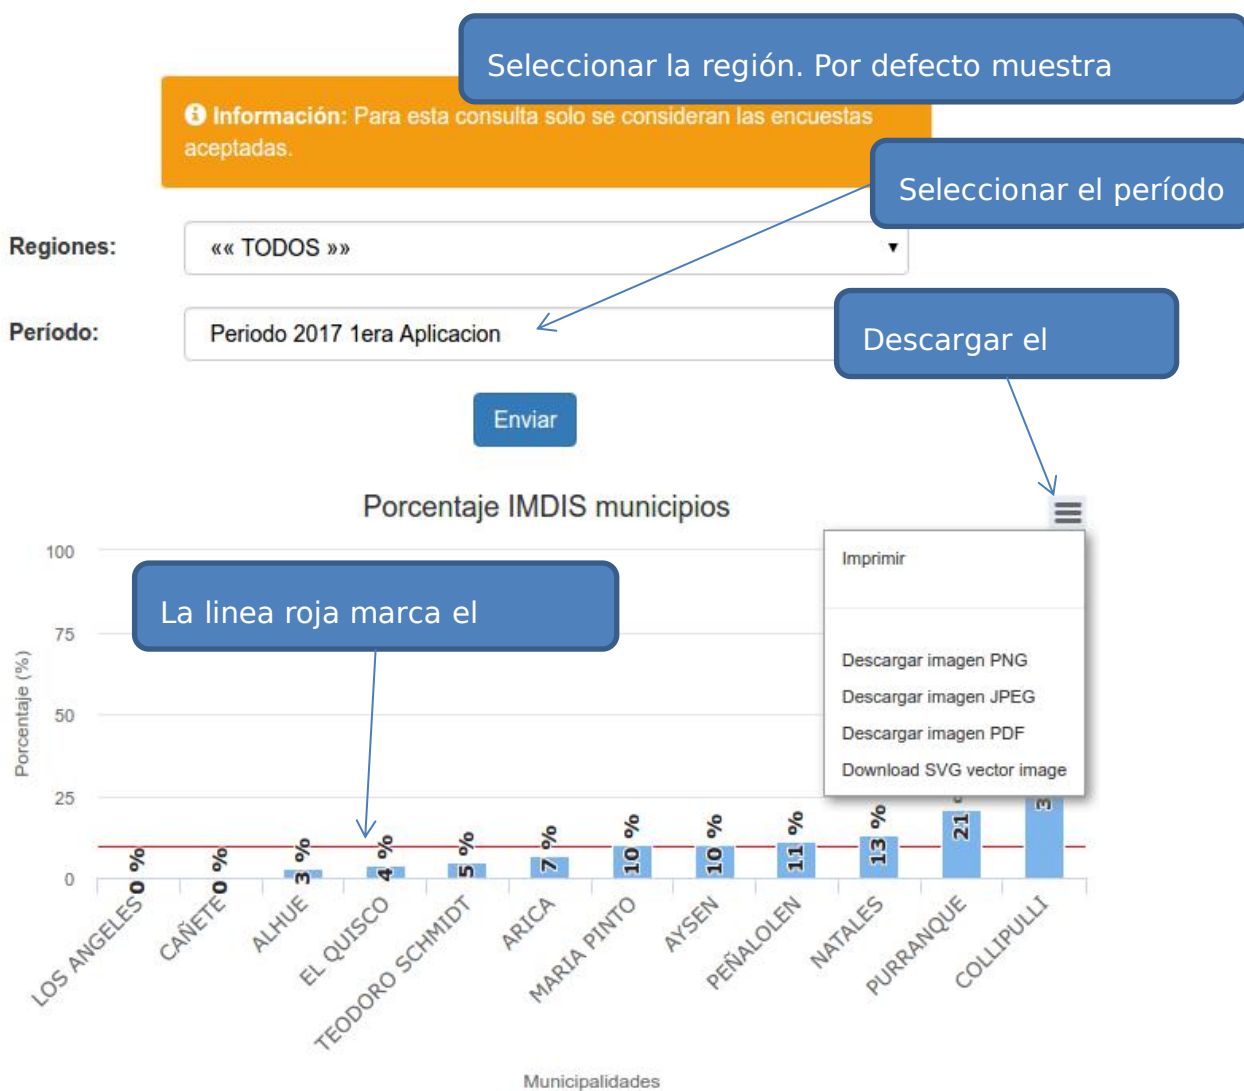 Seleccionar la región. Por defecto muestra
Información: Para esta consulta solo se consideran las encuestas
aceptadas.
Seleccionar el período
Regiones:
«« TODOS »»
Período:
Periodo 2017 1era Aplicacion
Descargar el
Enviar
Porcentaje IMDIS municipios
Imprimir
Descargar imagen PNG
Descargar imagen JPEG
Descargar imagen PDF
Download SVG vector image
La linea roja marca el
Porcentaje (%)
100
75
50
25
0
0 %
0 %
3 %
4 %
5 %
7 %
10 %
10 %
11 %
13 %
21
LOS ANGELES
CAÑETE
ALHUE
EL QUISCO
TEODORO SCHMIDT
ARICA
MARIA PINTO
AYSEN
PEÑALOLEN
NATALES
PURRANQUE
COLLIPULLI
Municipalidades